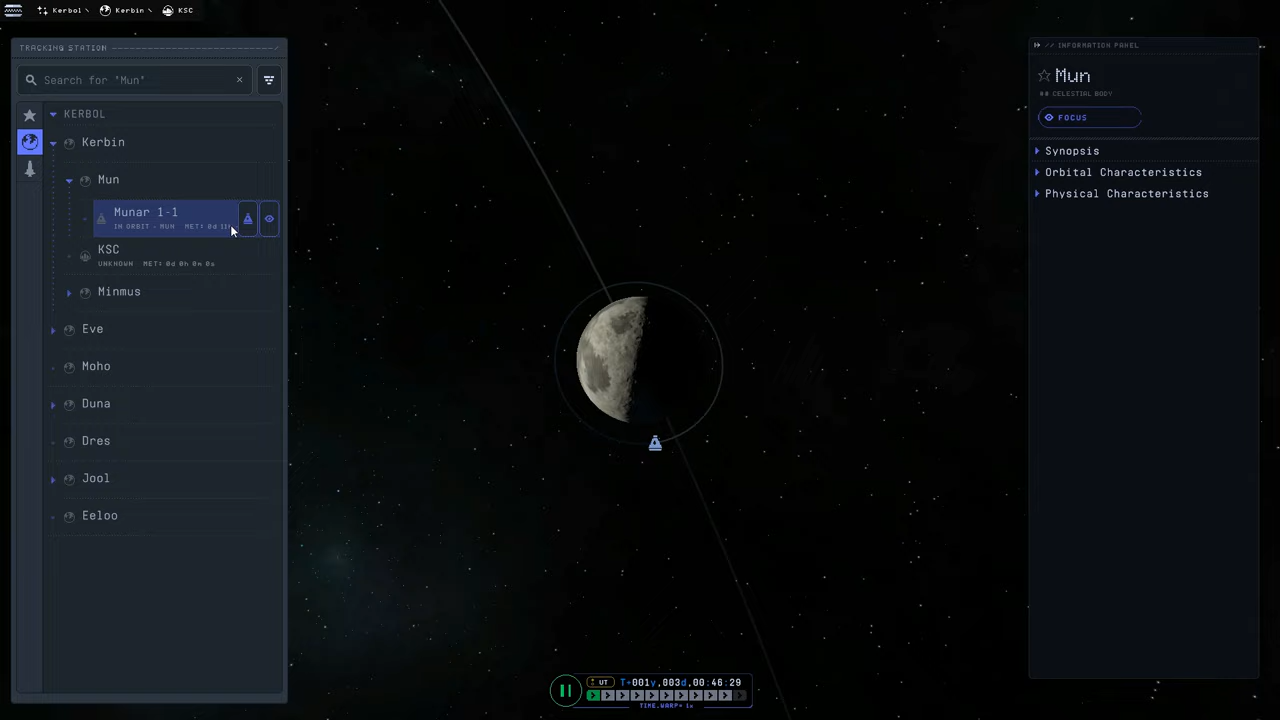 Kerbol \ Kerbin \ KSC
TRACKING STATION
Search for "Mun"
KERBOL
Kerbin
Mun
Munar 1-1
IN ORBIT - MUN MET: 0d
KSC
UNKNOWN MET: 0d 0h 0m 0s
Minmus
Eve
Moho
Duna
Dres
Jool
Eeloo
// INFORMATION PANEL
Mun
## CELESTIAL BODY
FOCUS
Synopsis
Orbital Characteristics
Physical Characteristics
UT T+001y,003d,00:46:29
TIME.WARP= 1x